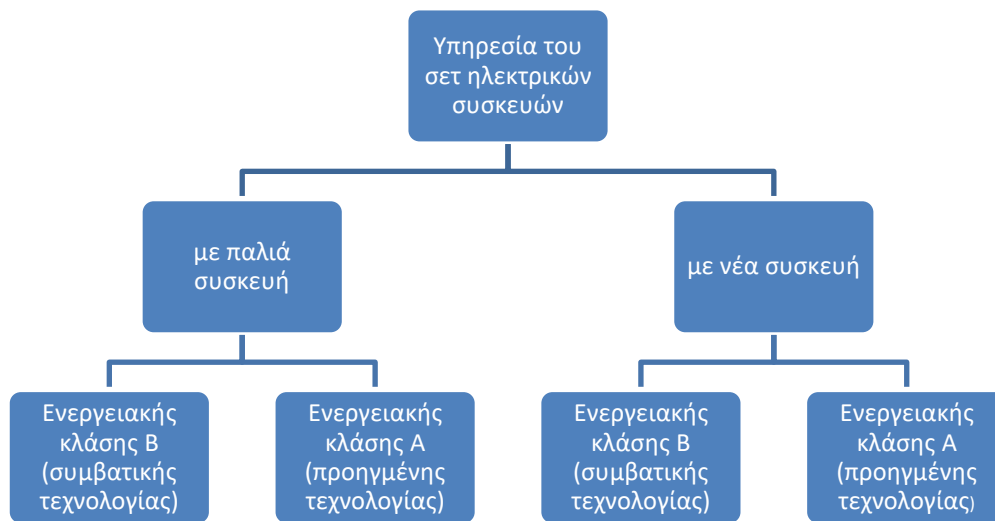 Υπηρεσία του
σετ ηλεκτρικών
συσκευών
με παλιά
συσκευή
με νέα συσκευή
Ενεργειακής
κλάσης Β
(συμβατικής
τεχνολογίας)
Ενεργειακής
κλάσης Α
(προηγμένης
τεχνολογίας)
Ενεργειακής
κλάσης Β
(συμβατικής
τεχνολογίας)
Ενεργειακής
κλάσης Α
(προηγμένης
τεχνολογίας)